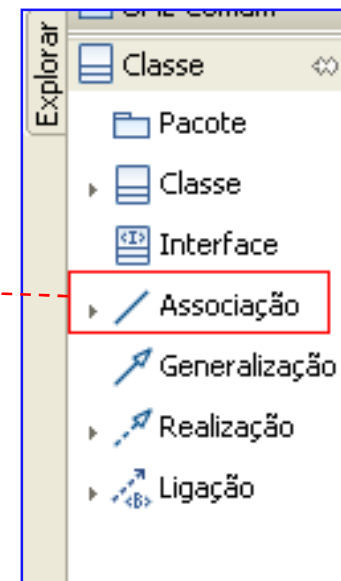 Explorar
Classe
Pacote
Classe
<I>
Interface
Associação
Generalização
Realização
<B>
Ligação